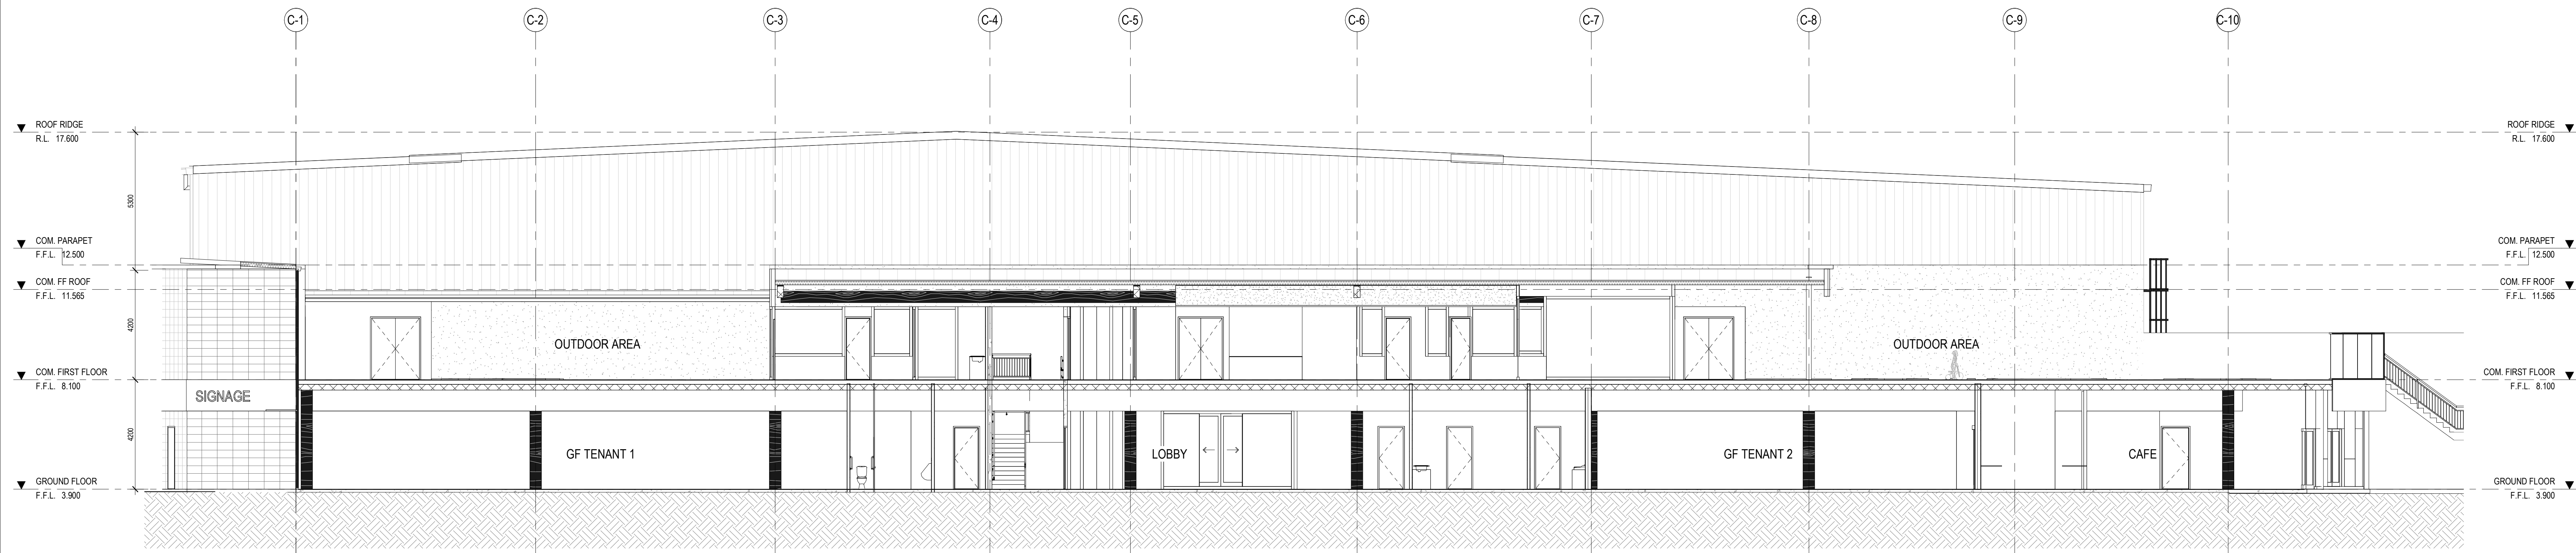 C-1 C-2 C-3 C-4 C-5 C-6 C-7 C-8 C-9 C-10
ROOF RIDGE
R.L. 17.600
ROOF RIDGE
R.L. 17.600
5300
COM. PARAPET
F.F.L. 12.500
COM. PARAPET
F.F.L. 12.500
COM. FF ROOF
F.F.L. 11.565
COM. FF ROOF
F.F.L. 11.565
4200
OUTDOOR AREA
OUTDOOR AREA
COM. FIRST FLOOR
F.F.L. 8.100
COM. FIRST FLOOR
F.F.L. 8.100
SIGNAGE
4200
GF TENANT 1
LOBBY
GF TENANT 2
CAFE
GROUND FLOOR
F.F.L. 3.900
GROUND FLOOR
F.F.L. 3.900